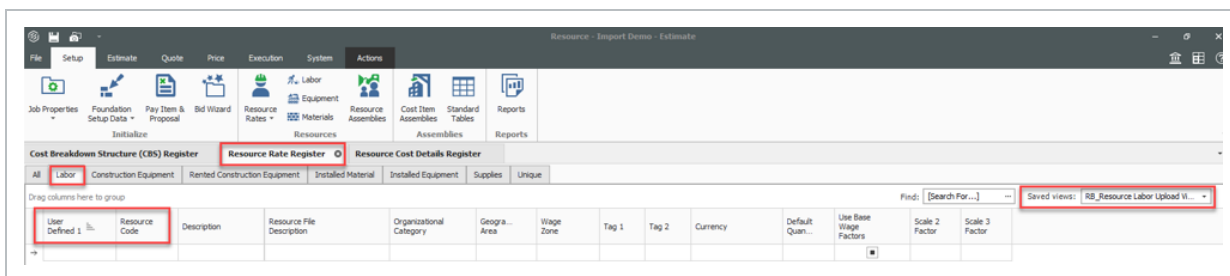 Resource - Import Demo - Estimate
File Setup Estimate Quote Price Execution System Actions
Job Properties Foundation Setup Data Pay Item & Proposal Bid Wizard Resource Rates Labor Equipment Materials Resource Assemblies Cost Item Assemblies Standard Tables Reports
Initialize Resources Assemblies Reports
Cost Breakdown Structure (CBS) Register Resource Rate Register Resource Cost Details Register
All Labor Construction Equipment Rented Construction Equipment Installed Material Installed Equipment Supplies Unique
Drag columns here to group Find: [Search For...] ... Saved views: RB_Resource Labor Upload Vi...
User Defined 1 Resource Code Description Resource File Description Organizational Category Geogra... Area Wage Zone Tag 1 Tag 2 Currency Default Quan... Use Base Wage Factors Scale 2 Factor Scale 3 Factor